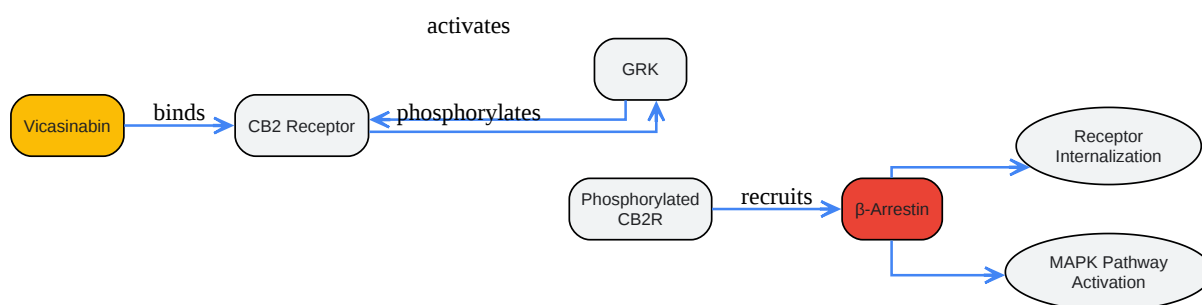 activates
GRK
Vicasinabin
binds
CB2 Receptor
phosphorylates
Receptor
Internalization
Phosphorylated
CB2R
recruits
β-Arrestin
MAPK Pathway
Activation